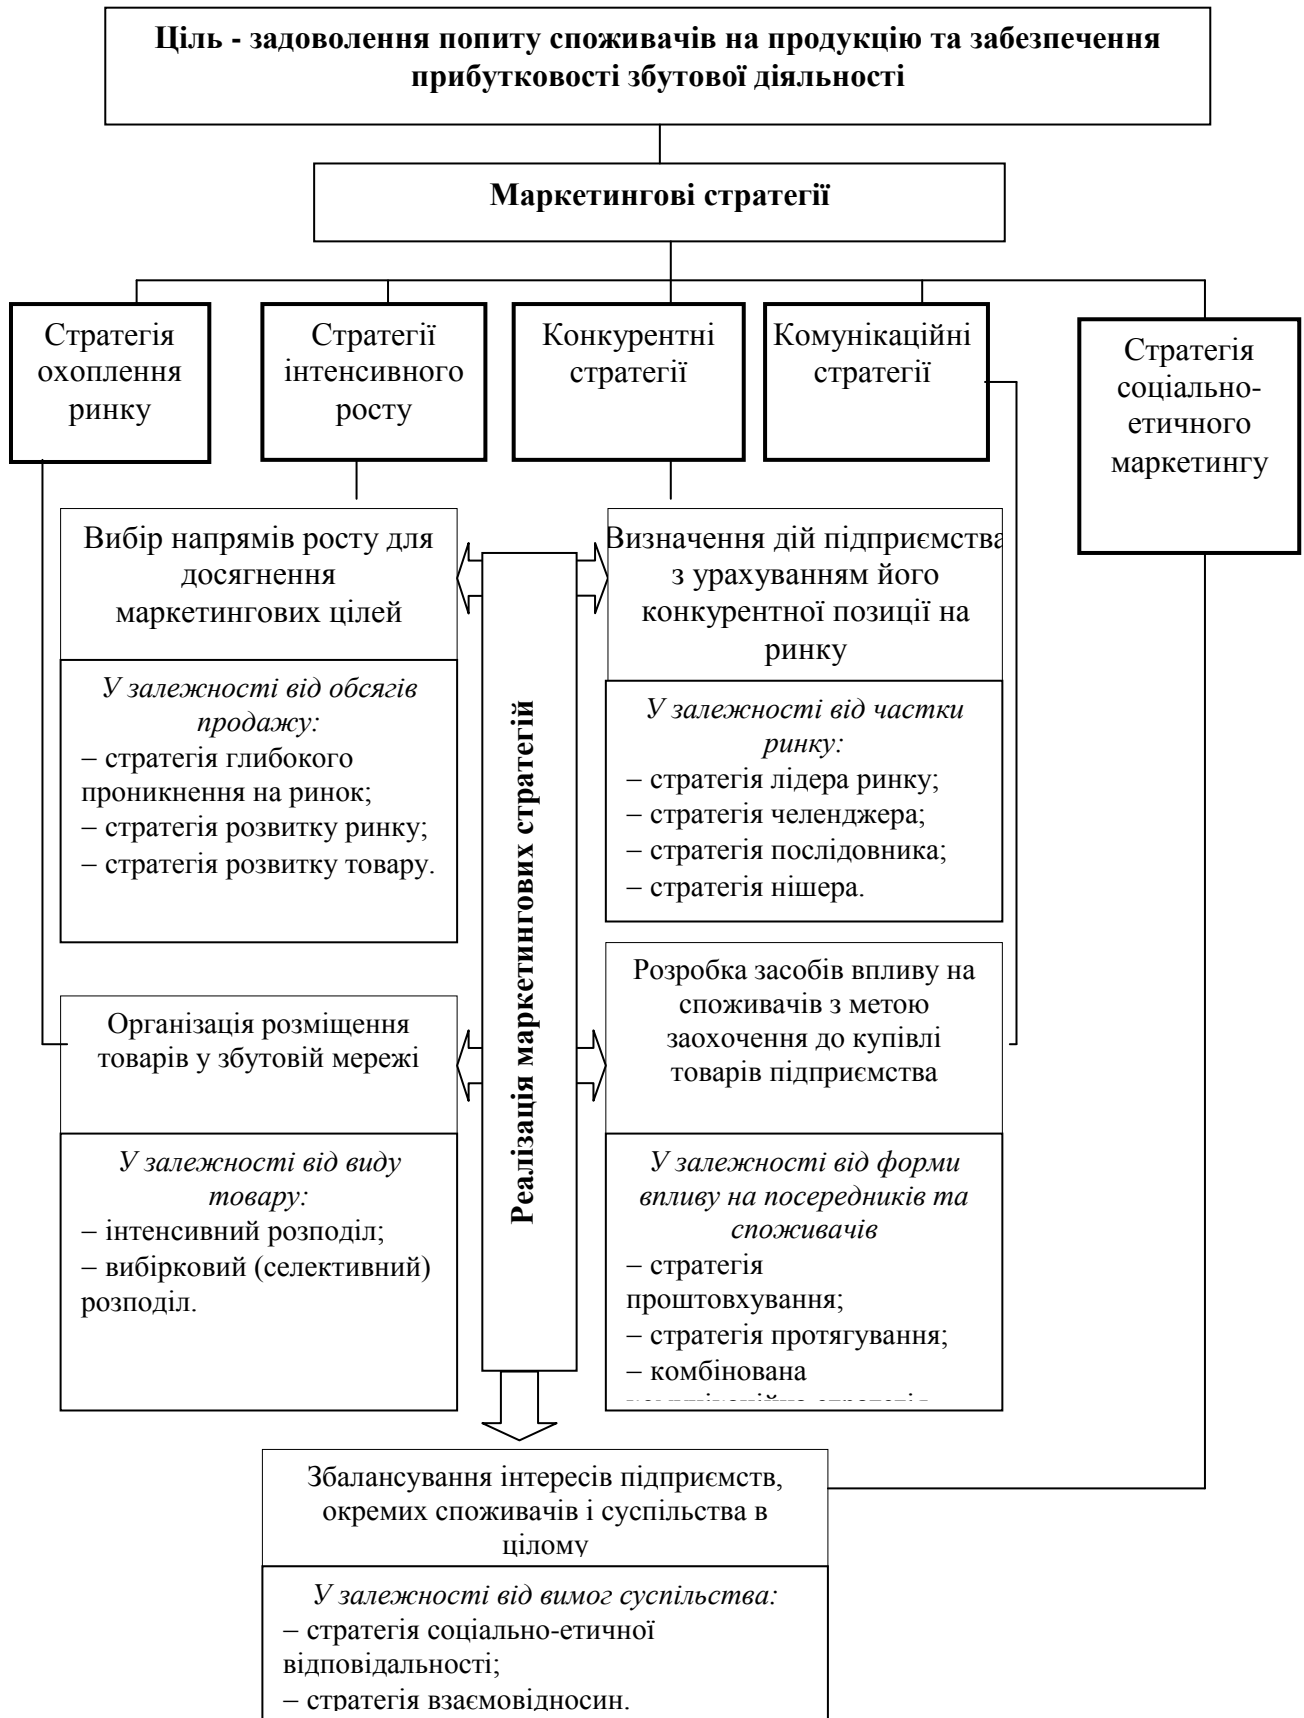 Ціль - задоволення попиту споживачів на продукцію та забезпечення
прибутковості збутової діяльності
Маркетингові стратегії
Стратегія
охоплення
ринку
Стратегії
інтенсивного
росту
Конкурентні
стратегії
Комунікаційні
стратегії
Стратегія
соціально-
етичного
маркетингу
Вибір напрямів росту для
досягнення
маркетингових цілей
У залежності від обсягів
продажу:
– стратегія глибокого
проникнення на ринок;
– стратегія розвитку ринку;
– стратегія розвитку товару.
Визначення дій підприємства
з урахуванням його
конкурентної позиції на
ринку
У залежності від частки
ринку:
– стратегія лідера ринку;
– стратегія челенджера;
– стратегія послідовника;
– стратегія нішера.
Реалізація маркетингових стратегій
Організація розміщення
товарів у збутовій мережі
У залежності від виду
товару:
– інтенсивний розподіл;
– вибірковий (селективний)
розподіл.
Розробка засобів впливу на
споживачів з метою
заохочення до купівлі
товарів підприємства
У залежності від форми
впливу на посередників та
споживачів
– стратегія
проштовхування;
– стратегія протягування;
– комбінована
Збалансування інтересів підприємств,
окремих споживачів і суспільства в
цілому
У залежності від вимог суспільства:
– стратегія соціально-етичної
відповідальності;
– стратегія взаємовідносин.